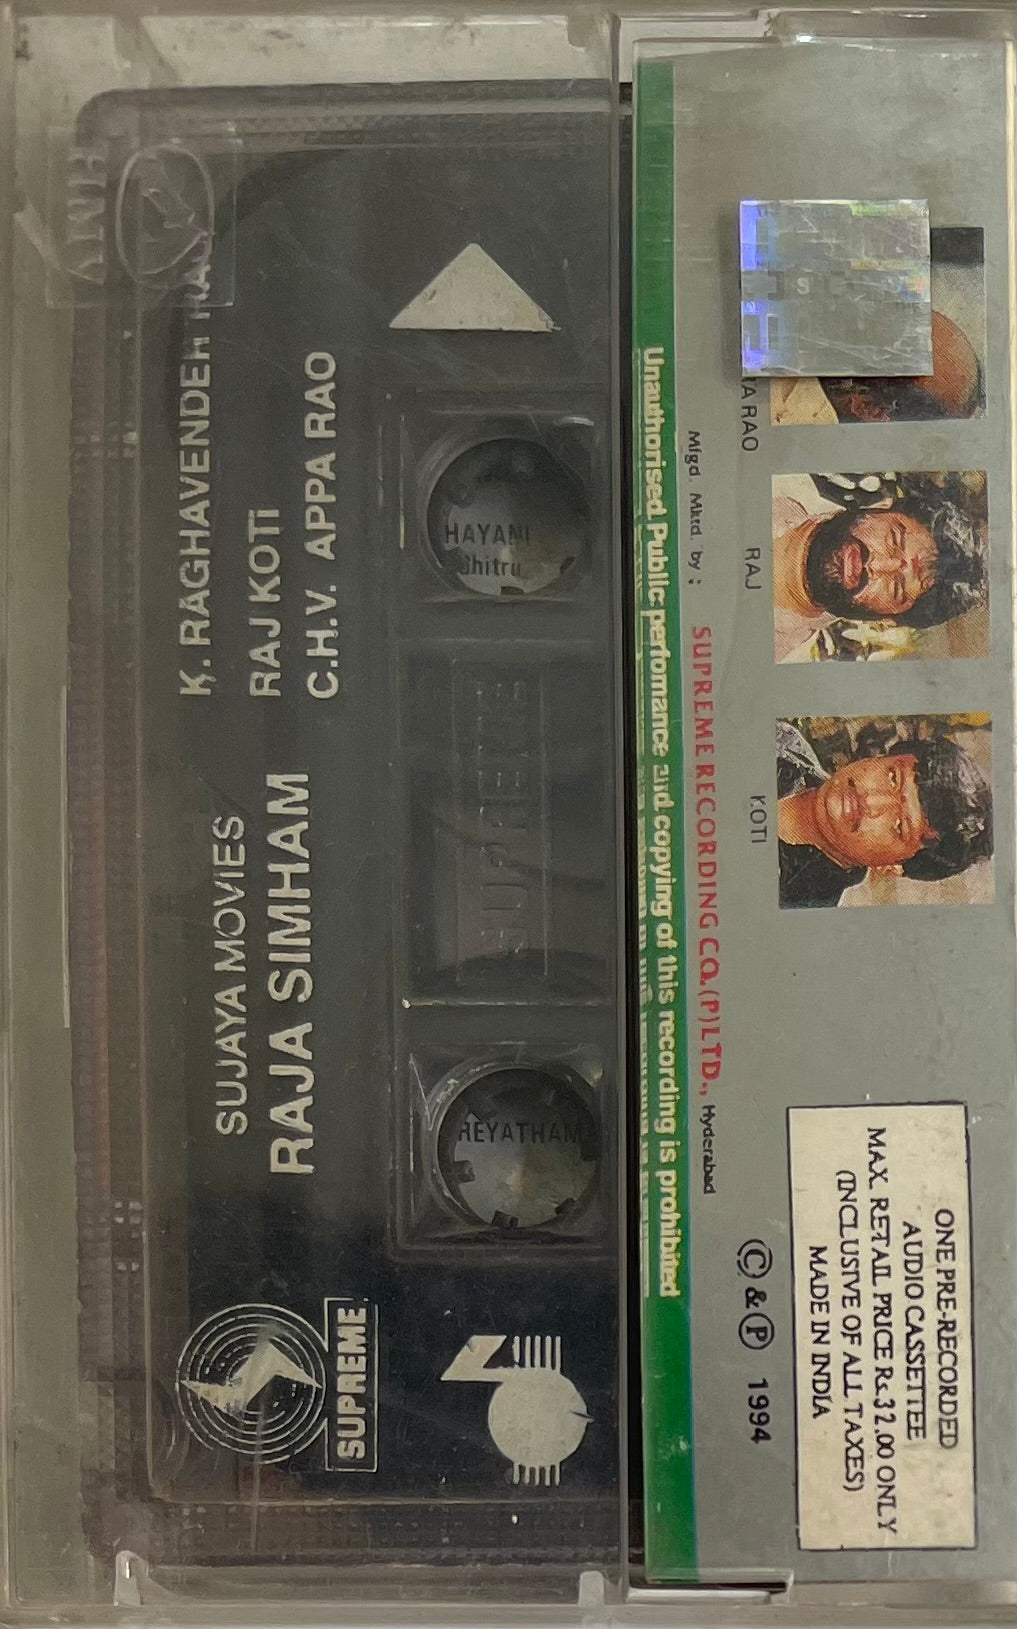 SUJAYA MOVIES
RAJA SIMHAM
K. RAGHAVENDER
RAJ KOTI
C.H.V. APPA RAO
SUPREME
HAYANI
REYATHAM
SUPREME
RAO
RAJ
KOTI
Mfgd. Mktd. by :
SUPREME RECORDING CO. (P) LTD., Hyderabad
Unauthorised Public perfomance and copying of this recording is prohibited
© & ℗ 1994
ONE PRE-RECORDED
AUDIO CASSETTEE
MAX. RETAIL PRICE Rs.32.00 ONLY
(INCLUSIVE OF ALL TAXES)
MADE IN INDIA